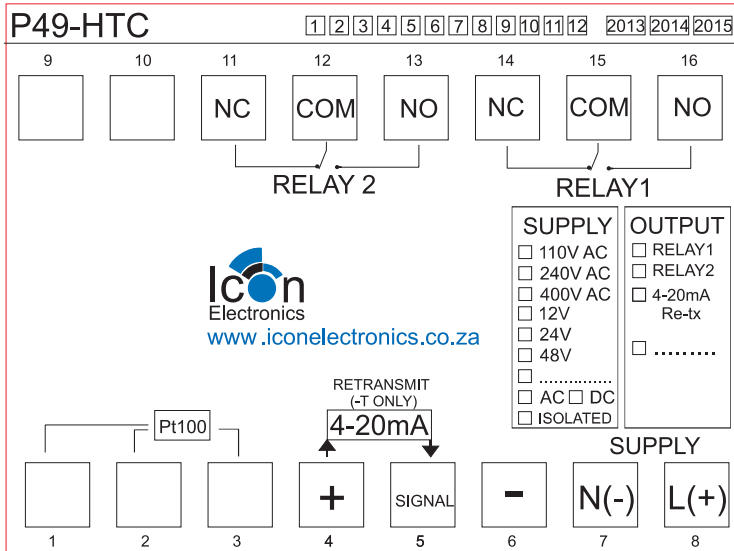 P49-HTC 1 2 3 4 5 6 7 8 9 10 11 12 2013 2014 2015
9 10 11 12 13 14 15 16
NC COM NO NC COM NO
RELAY 2 RELAY1
SUPPLY
110V AC
240V AC
400V AC
12V
24V
48V
...............
AC DC
ISOLATED
OUTPUT
RELAY1
RELAY2
4-20mA
Re-tx
.........
Icon
Electronics
www.iconelectronics.co.za
RETRANSMIT
(-T ONLY)
4-20mA
Pt100
SUPPLY
+ SIGNAL - N(-) L(+)
1 2 3 4 5 6 7 8